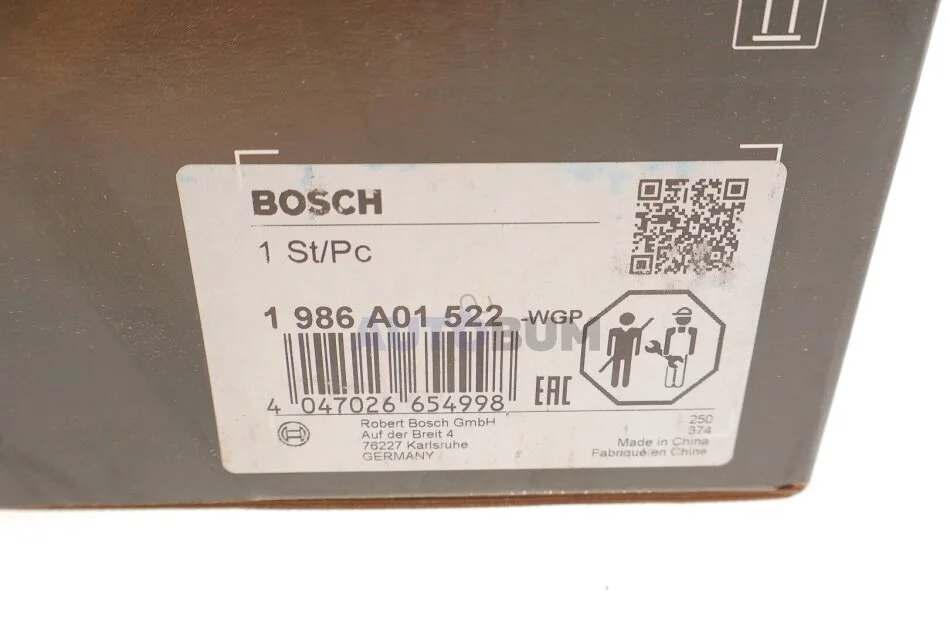 BOSCH
1 St/Pc
1 986 A01 522 -WGP
AUTOBUM
4 047026 654998
EAC
Robert Bosch GmbH
Auf der Breit 4
76227 Karlsruhe
GERMANY
250
374
Made in China
Fabriqué en Chine